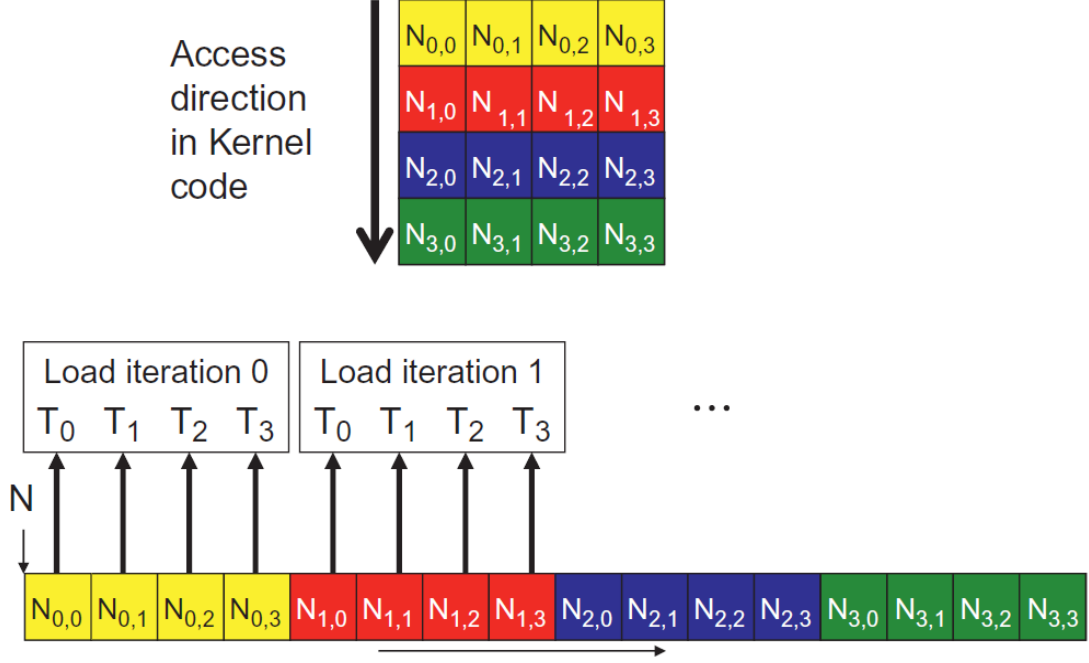 Access
direction
in Kernel
code
N0,0 N0,1 N0,2 N0,3
N1,0 N1,1 N1,2 N1,3
N2,0 N2,1 N2,2 N2,3
N3,0 N3,1 N3,2 N3,3
Load iteration 0
T0 T1 T2 T3
Load iteration 1
T0 T1 T2 T3
...
N
N0,0 N0,1 N0,2 N0,3 N1,0 N1,1 N1,2 N1,3 N2,0 N2,1 N2,2 N2,3 N3,0 N3,1 N3,2 N3,3